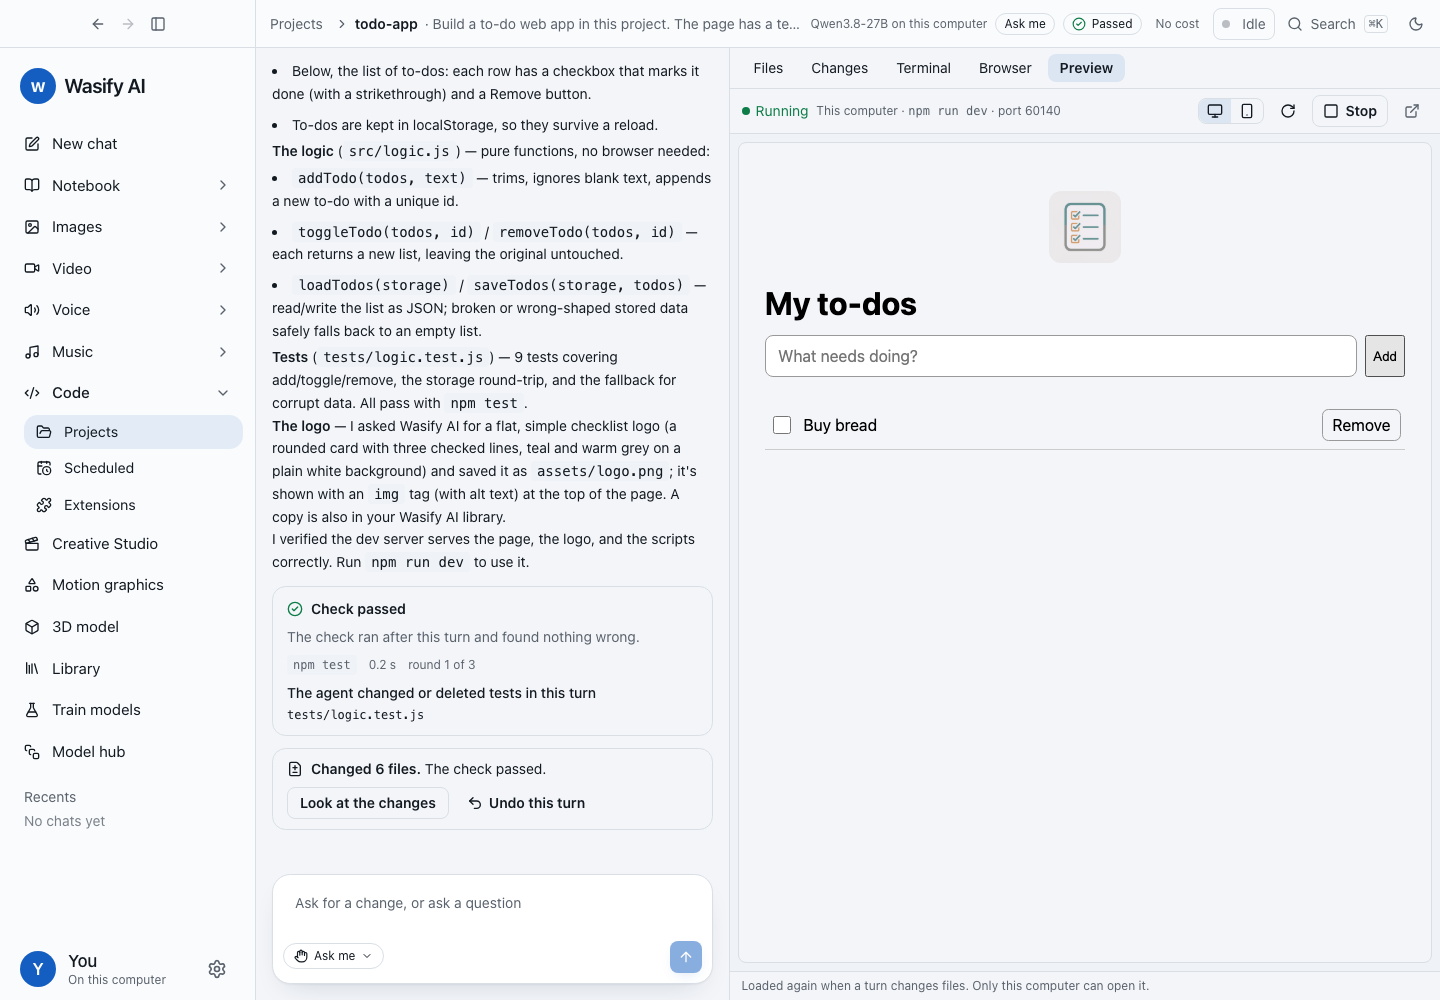 Projects
todo-app
· Build a to-do web app in this project. The page has a te...
Qwen3.8-27B on this computer
Ask me
Passed
No cost
Idle
Search
⌘K
W
Wasify AI
New chat
Notebook
Images
Video
Voice
Music
Code
Projects
Scheduled
Extensions
Creative Studio
Motion graphics
3D model
Library
Train models
Model hub
Recents
No chats yet
Y
You
On this computer
• Below, the list of to-dos: each row has a checkbox that marks it
done (with a strikethrough) and a Remove button.
• To-dos are kept in localStorage, so they survive a reload.
The logic ( src/logic.js ) — pure functions, no browser needed:
• addTodo(todos, text) — trims, ignores blank text, appends
a new to-do with a unique id.
• toggleTodo(todos, id) / removeTodo(todos, id) —
each returns a new list, leaving the original untouched.
• loadTodos(storage) / saveTodos(storage, todos) —
read/write the list as JSON; broken or wrong-shaped stored data
safely falls back to an empty list.
Tests ( tests/logic.test.js ) — 9 tests covering
add/toggle/remove, the storage round-trip, and the fallback for
corrupt data. All pass with npm test .
The logo — I asked Wasify AI for a flat, simple checklist logo (a
rounded card with three checked lines, teal and warm grey on a
plain white background) and saved it as assets/logo.png ; it's
shown with an img tag (with alt text) at the top of the page. A
copy is also in your Wasify AI library.
I verified the dev server serves the page, the logo, and the scripts
correctly. Run npm run dev to use it.
Check passed
The check ran after this turn and found nothing wrong.
npm test 0.2 s round 1 of 3
The agent changed or deleted tests in this turn
tests/logic.test.js
Changed 6 files. The check passed.
Look at the changes
Undo this turn
Ask for a change, or ask a question
Ask me
Files
Changes
Terminal
Browser
Preview
Running
This computer · npm run dev · port 60140
Stop
My to-dos
What needs doing?
Add
Buy bread
Remove
Loaded again when a turn changes files. Only this computer can open it.